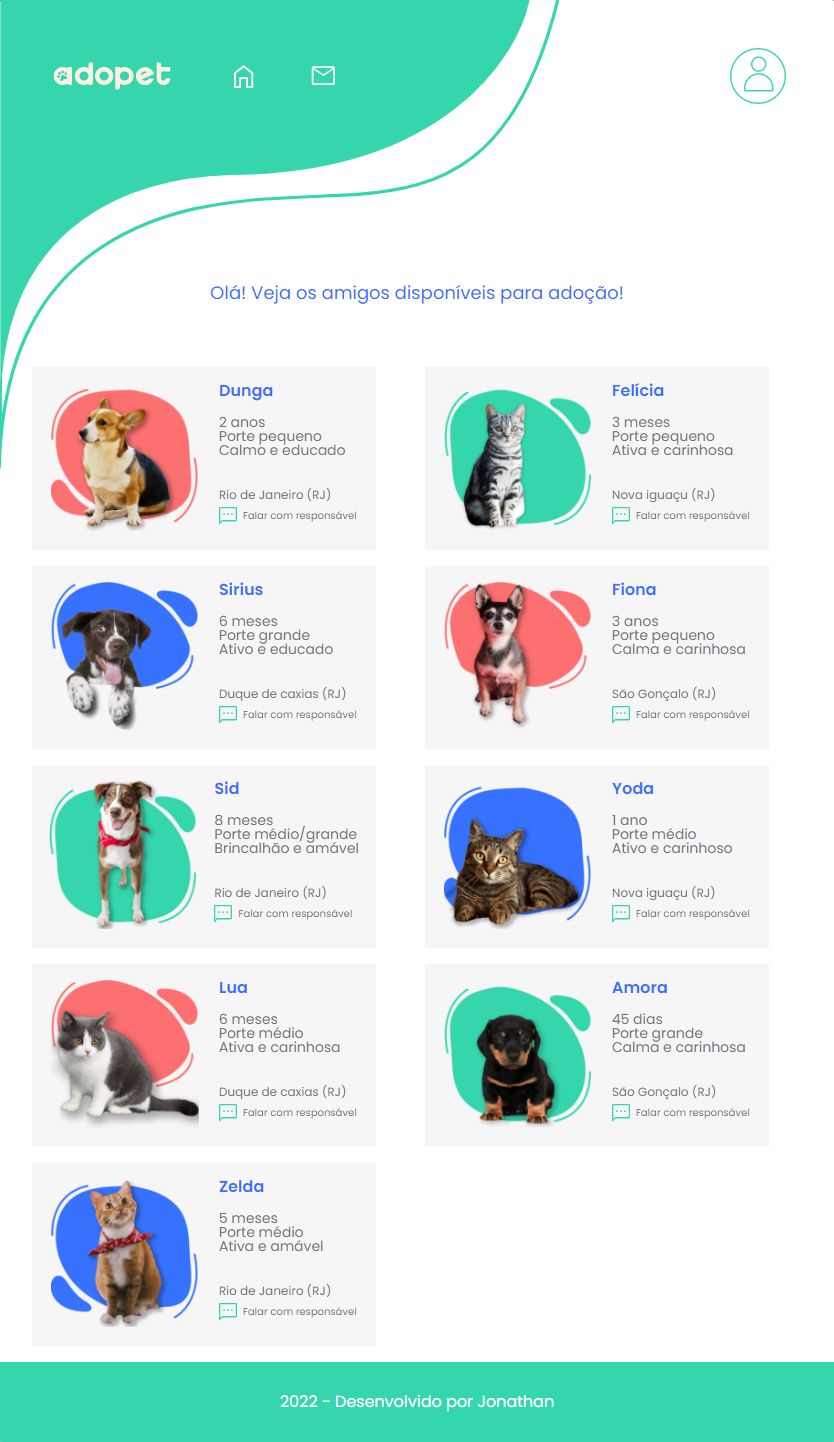 adopet
Olá! Veja os amigos disponíveis para adoção!
Dunga
2 anos
Porte pequeno
Calmo e educado
Rio de Janeiro (RJ)
Falar com responsável
Felícia
3 meses
Porte pequeno
Ativa e carinhosa
Nova iguaçu (RJ)
Falar com responsável
Sirius
6 meses
Porte grande
Ativo e educado
Duque de caxias (RJ)
Falar com responsável
Fiona
3 anos
Porte pequeno
Calma e carinhosa
São Gonçalo (RJ)
Falar com responsável
Sid
8 meses
Porte médio/grande
Brincalhão e amável
Rio de Janeiro (RJ)
Falar com responsável
Yoda
1 ano
Porte médio
Ativo e carinhoso
Nova iguaçu (RJ)
Falar com responsável
Lua
6 meses
Porte médio
Ativa e carinhosa
Duque de caxias (RJ)
Falar com responsável
Amora
45 dias
Porte grande
Calma e carinhosa
São Gonçalo (RJ)
Falar com responsável
Zelda
5 meses
Porte médio
Ativa e amável
Rio de Janeiro (RJ)
Falar com responsável
2022 - Desenvolvido por Jonathan